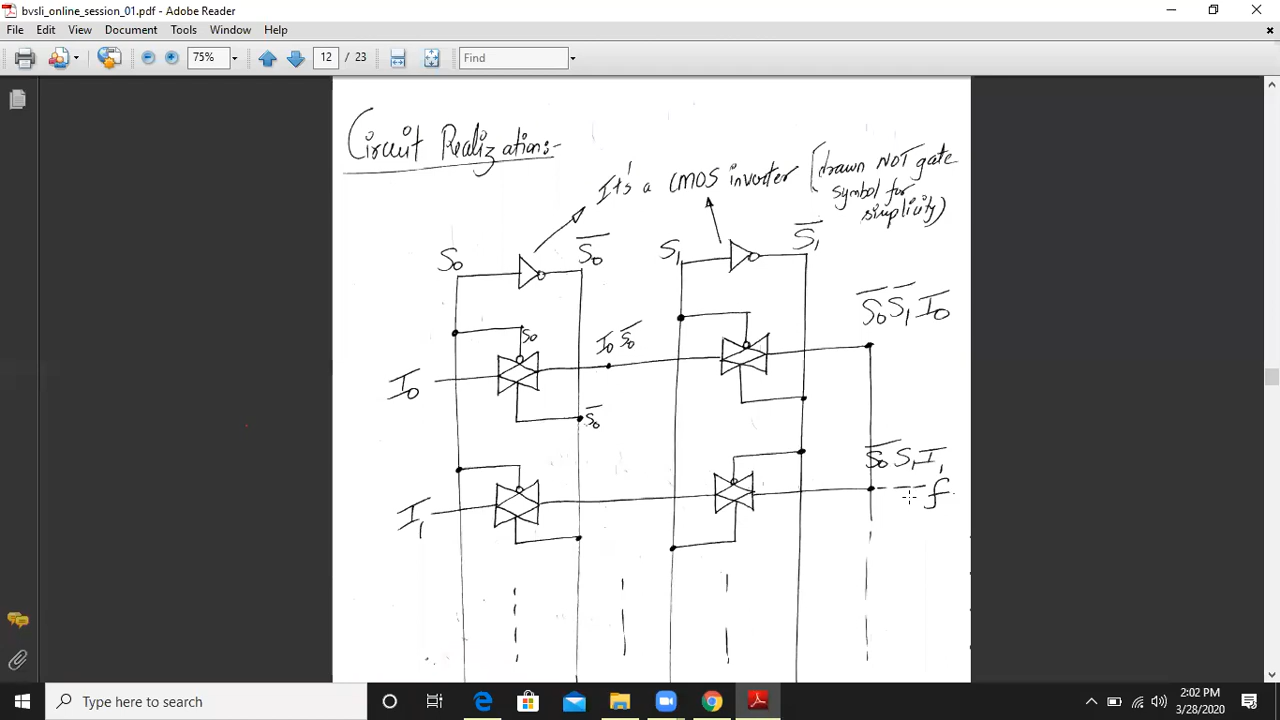 bvsli_online_session_01.pdf - Adobe Reader
File Edit View Document Tools Window Help
75% 12 / 23 Find
Circuit Realization:-
It's a CMOS inverter (drawn NOT gate
symbol for
simplicity)
S0 S̅0̅ S1 S̅1̅
S̅0̅ S̅1̅ I0
S0 I0 S̅0̅
I0
S̅0̅
S̅0̅ S1 I1
f
I1
Type here to search
2:02 PM
3/28/2020